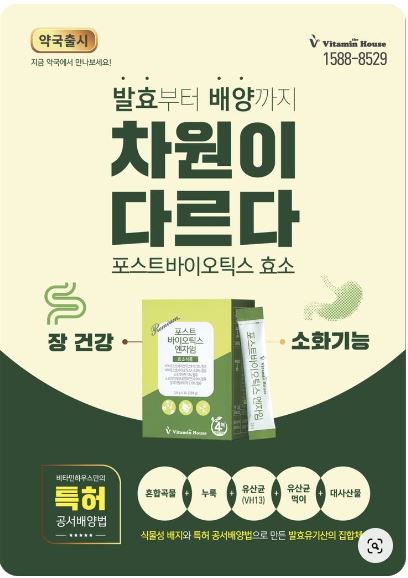 약국출시
지금 약국에서 만나보세요!
the
Vitamin House
1588-8529
발효부터 배양까지
차원이
다르다
포스트바이오틱스 효소
장 건강
소화기능
Premium
포스트
바이오틱스
엔자임
효소식품
Vitamin House
포스트바이오틱스 엔자임
비타민하우스만의
특허
공서배양법
혼합곡물 + 누룩 + 유산균 (VH13) + 유산균 먹이 + 대사산물
식물성 배지와 특허 공서배양법으로 만든 발효유기산의 집합체